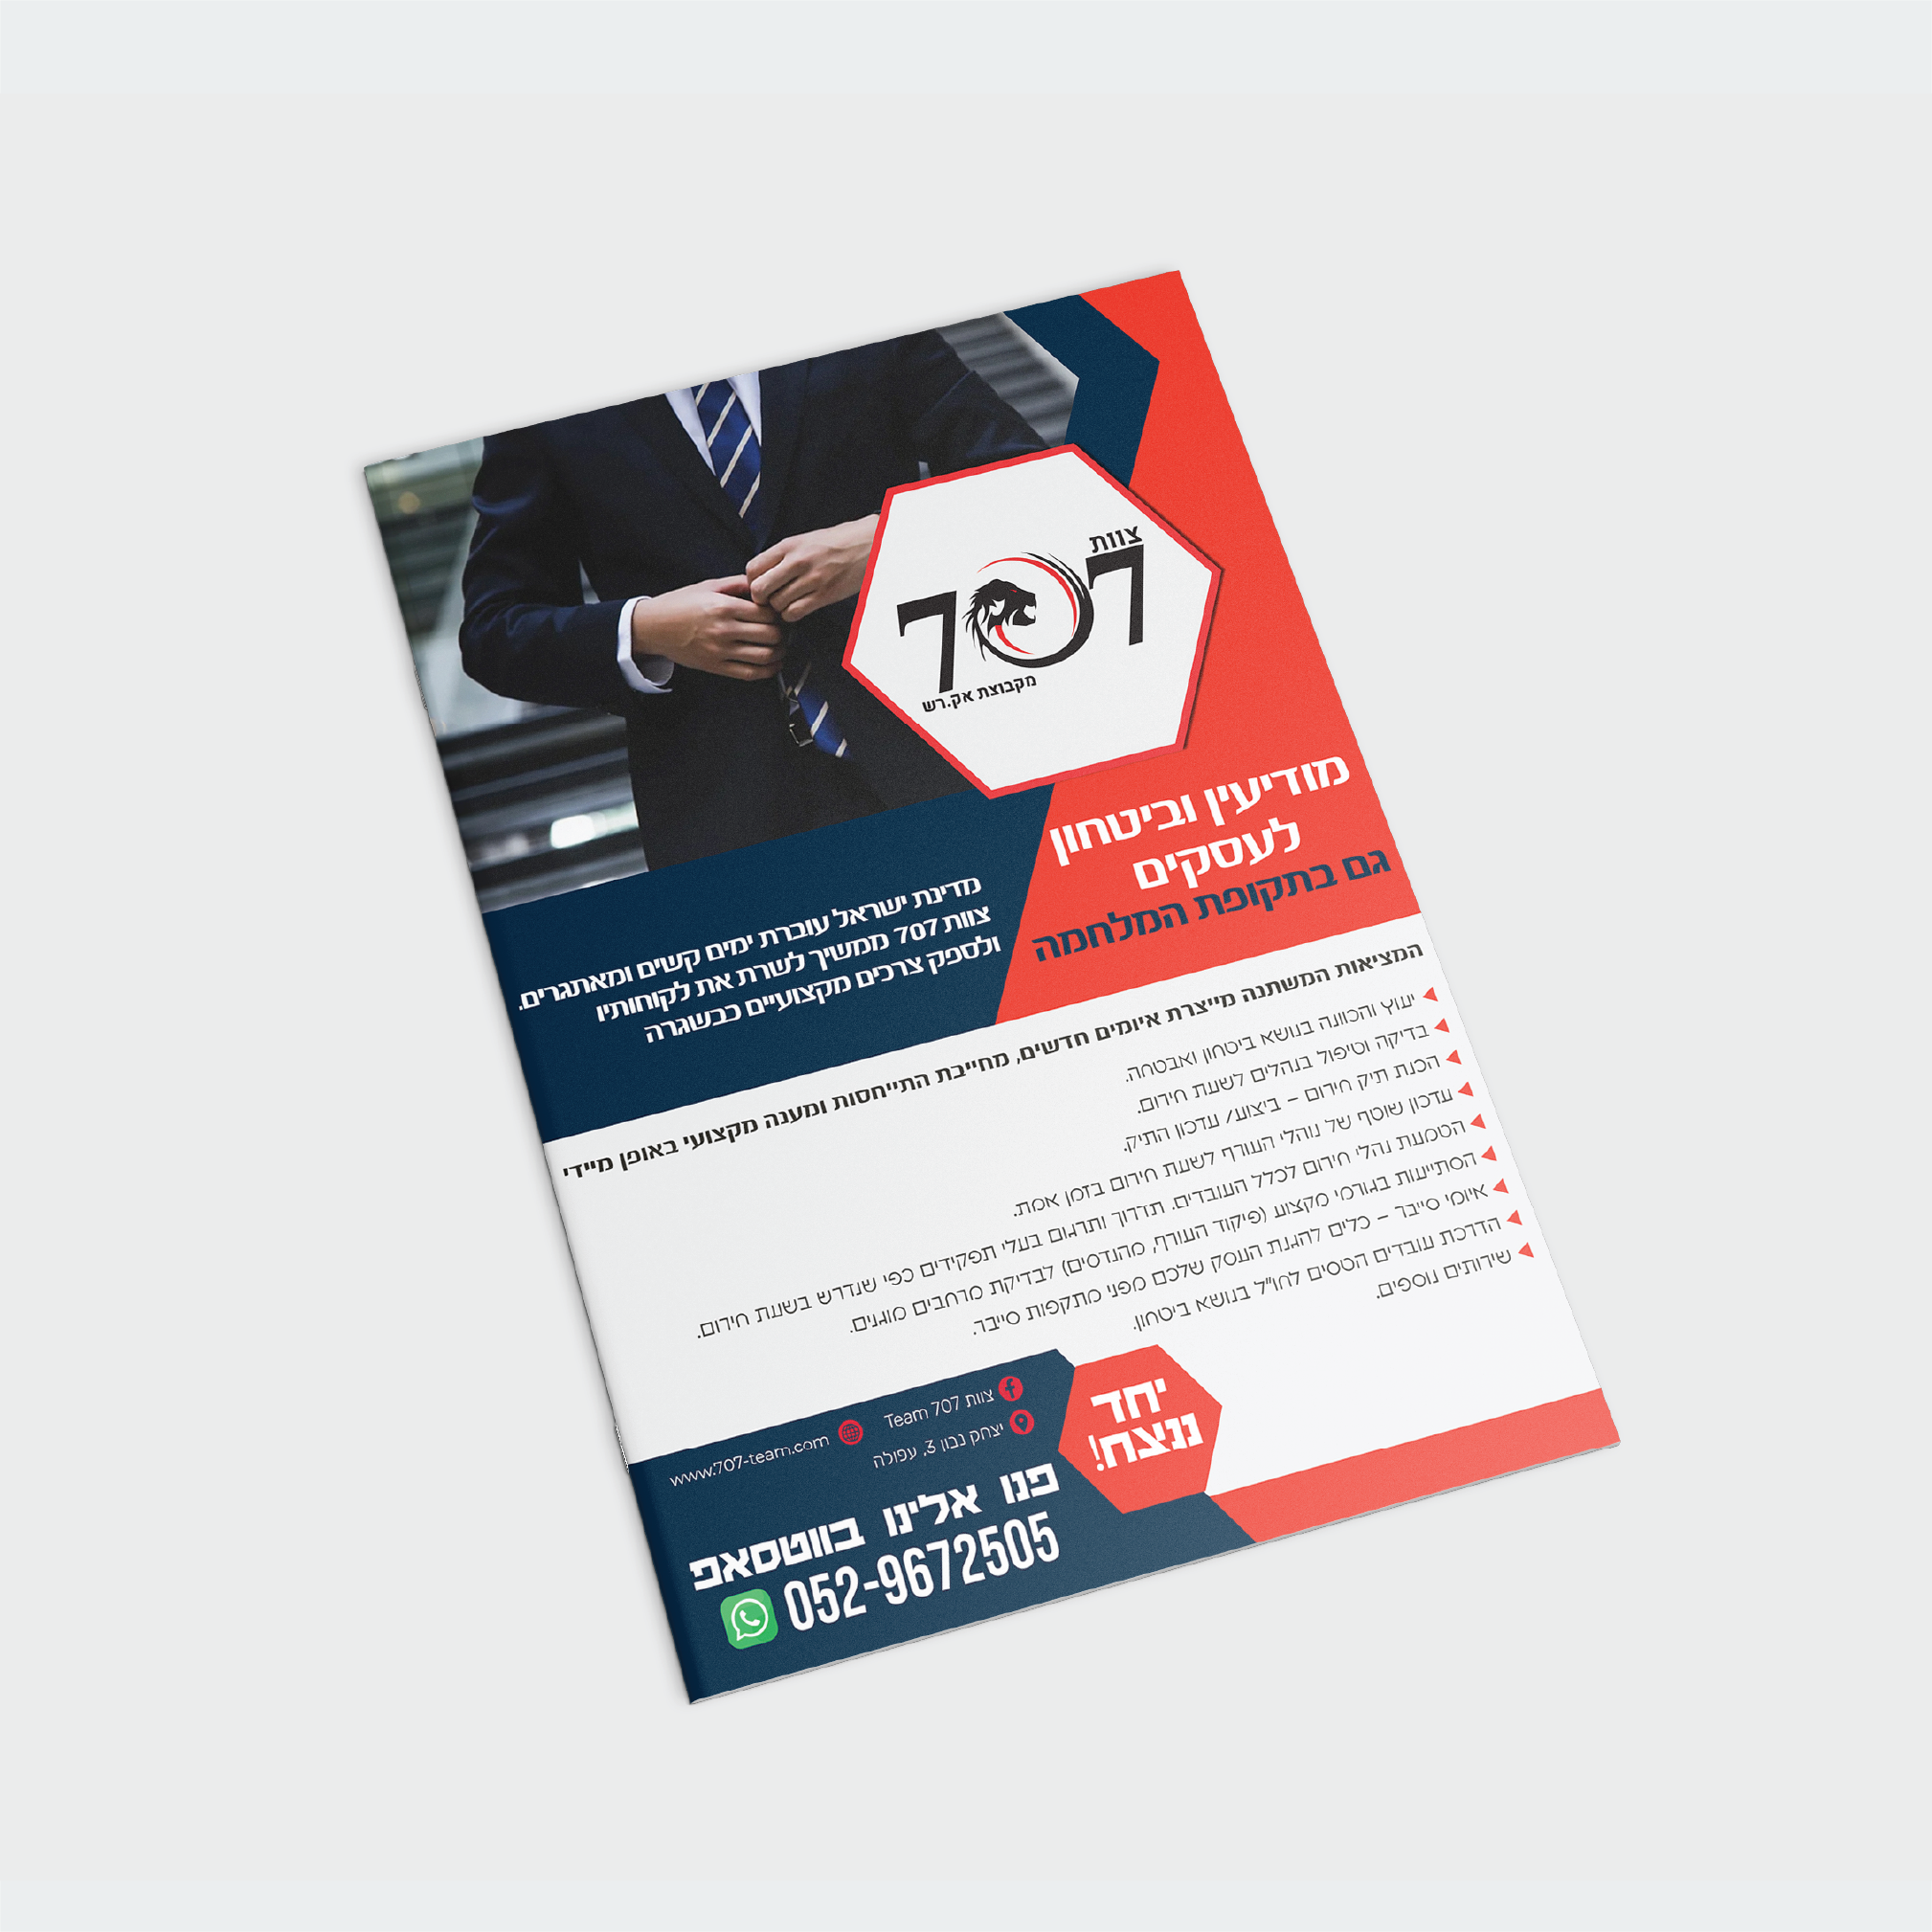 צוות
707
מקבוצת אק.רש
מודיעין וביטחון
לעסקים
גם בתקופת המלחמה
מדינת ישראל עוברת ימים קשים ומאתגרים.
צוות 707 ממשיך לשרת את לקוחותיו
ולספק צרכים מקצועיים כבשגרה
המציאות המשתנה מייצרת איומים חדשים, מחייבת התייחסות ומענה מקצועי באופן מיידי
יעוץ והכוונה בנושא ביטחון ואבטחה.
בדיקה וטיפול בנהלים לשעת חירום.
הכנת תיק חירום – ביצוע/ עדכון התיק.
עדכון שוטף של נוהלי העורף לשעת חירום בזמן אמת.
הטמעת נהלי חירום לכלל העובדים. תדרוך ותרגום בעלי תפקידים כפי שנדרש בשעת חירום.
הסתייעות בגורמי מקצוע (פיקוד העורף, מהנדסים) לבדיקת מרחבים מוגנים.
איומי סייבר – כלים להגנת העסק שלכם מפני מתקפות סייבר.
הדרכת עובדים הטסים לחו"ל בנושא ביטחון.
שירותים נוספים.
יחד
ננצח!
צוות 707 Team
יצחק נבון 3, עפולה
www.707-team.com
פנו אלינו בווטסאפ
052-9672505